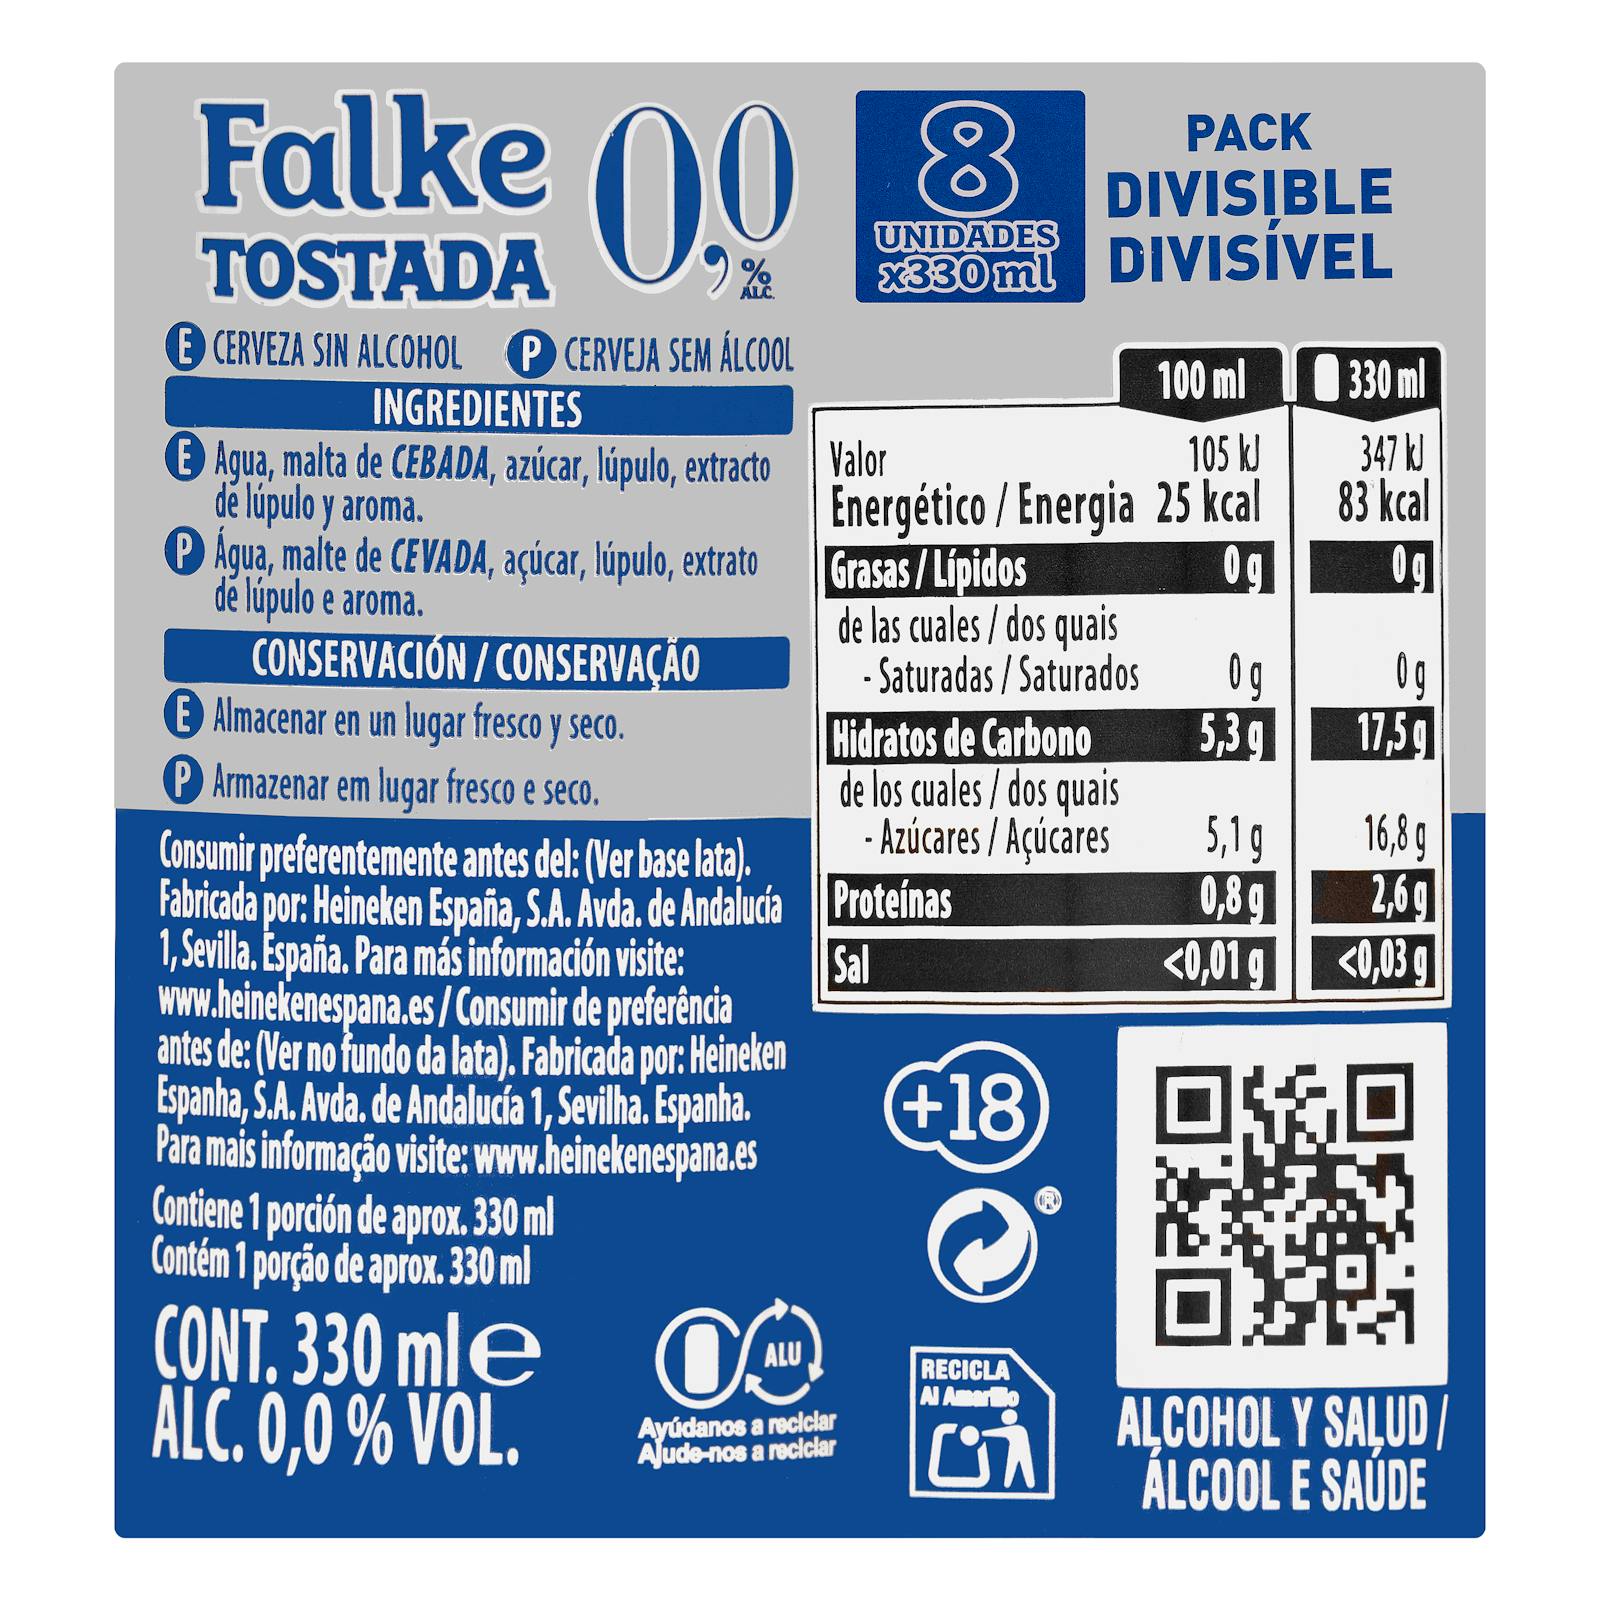 Falke 0,0
TOSTADA % ALC.
8
UNIDADES
x330 ml
PACK
DIVISIBLE
DIVISÍVEL
E CERVEZA SIN ALCOHOL P CERVEJA SEM ÁLCOOL
INGREDIENTES
E Agua, malta de CEBADA, azúcar, lúpulo, extracto
de lúpulo y aroma.
P Água, malte de CEVADA, açúcar, lúpulo, extrato
de lúpulo e aroma.
CONSERVACIÓN / CONSERVAÇÃO
E Almacenar en un lugar fresco y seco.
P Armazenar em lugar fresco e seco.
Consumir preferentemente antes del: (Ver base lata).
Fabricada por: Heineken España, S.A. Avda. de Andalucía
1, Sevilla. España. Para más información visite:
www.heinekenespana.es / Consumir de preferência
antes de: (Ver no fundo da lata). Fabricada por: Heineken
Espanha, S.A. Avda. de Andalucía 1, Sevilha. Espanha.
Para mais informação visite: www.heinekenespana.es
Contiene 1 porción de aprox. 330 ml
Contém 1 porção de aprox. 330 ml
CONT. 330 ml e
ALC. 0,0 % VOL.
ALU
Ayúdanos a reciclar
Ajude-nos a reciclar
100 ml 330 ml
Valor 105 kJ 347 kJ
Energético / Energia 25 kcal 83 kcal
Grasas / Lípidos 0 g 0 g
de las cuales / dos quais
- Saturadas / Saturados 0 g 0 g
Hidratos de Carbono 5,3 g 17,5 g
de los cuales / dos quais
- Azúcares / Açúcares 5,1 g 16,8 g
Proteínas 0,8 g 2,6 g
Sal <0,01 g <0,03 g
+18
®
RECICLA
Al Amarillo
ALCOHOL Y SALUD /
ÁLCOOL E SAÚDE